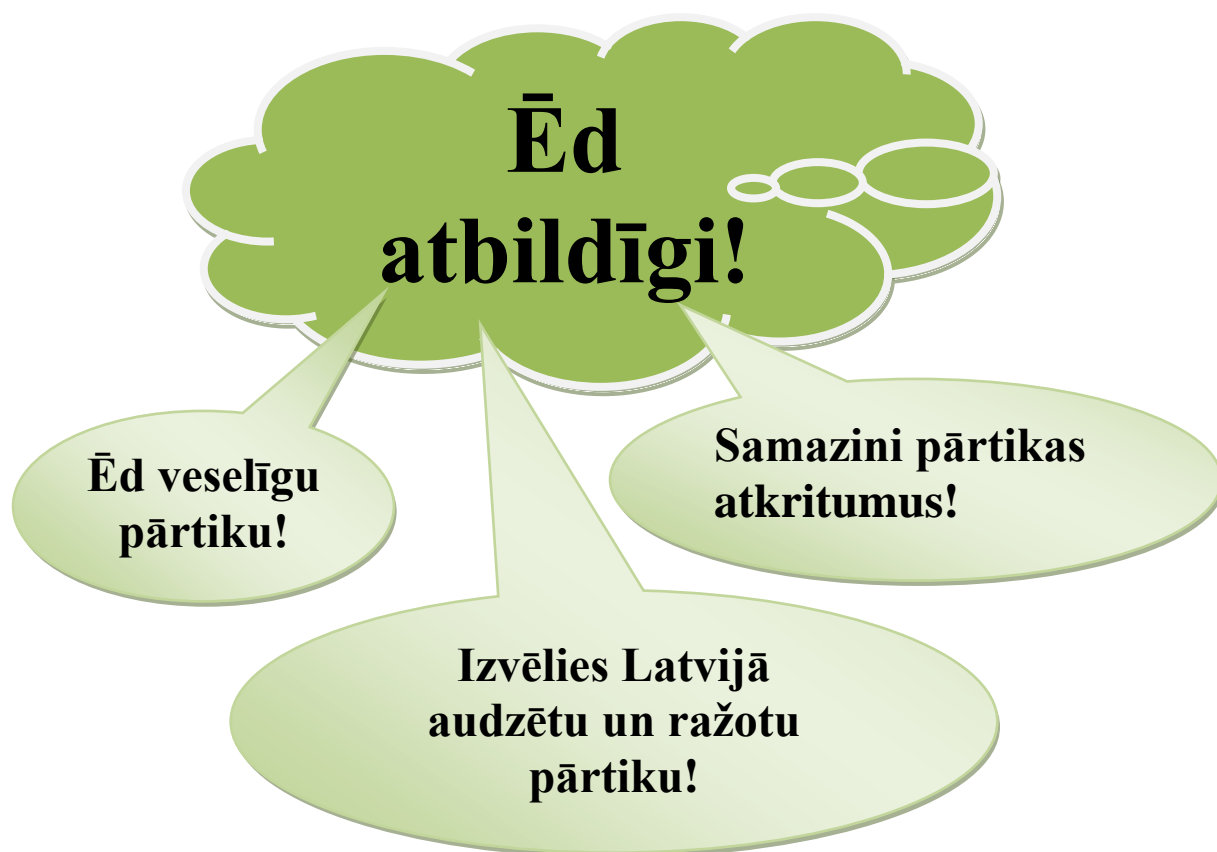 Ēd
atbildīgi!
Ēd veselīgu
pārtiku!
Samazini pārtikas
atkritumus!
Izvēlies Latvijā
audzētu un ražotu
pārtiku!